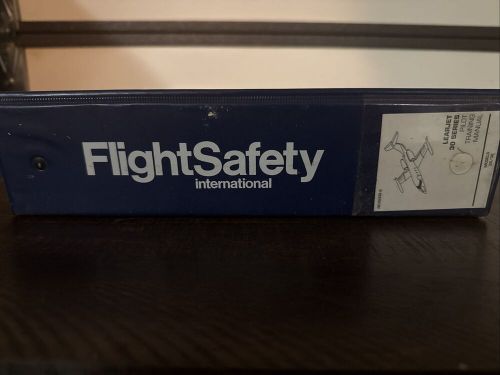 FlightSafety
international
LEARJET
30 SERIES
PILOT
TRAINING
MANUAL